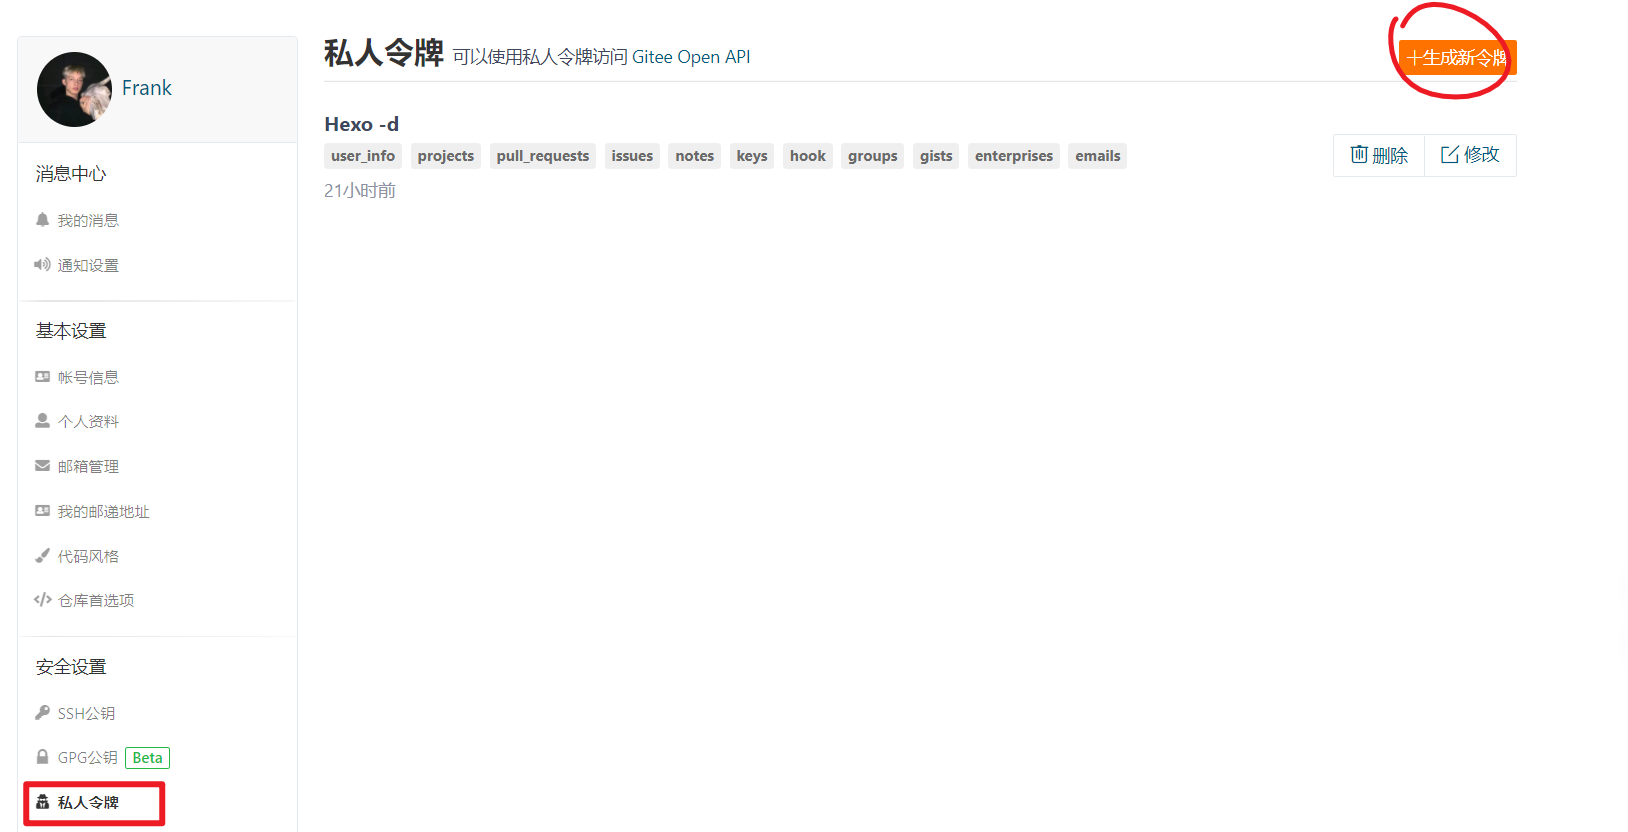 Frank
消息中心
我的消息
通知设置
基本设置
帐号信息
个人资料
邮箱管理
我的邮递地址
代码风格
仓库首选项
安全设置
SSH公钥
GPG公钥 Beta
私人令牌
私人令牌 可以使用私人令牌访问 Gitee Open API
+生成新令牌
Hexo -d
user_info projects pull_requests issues notes keys hook groups gists enterprises emails
21小时前
删除 修改